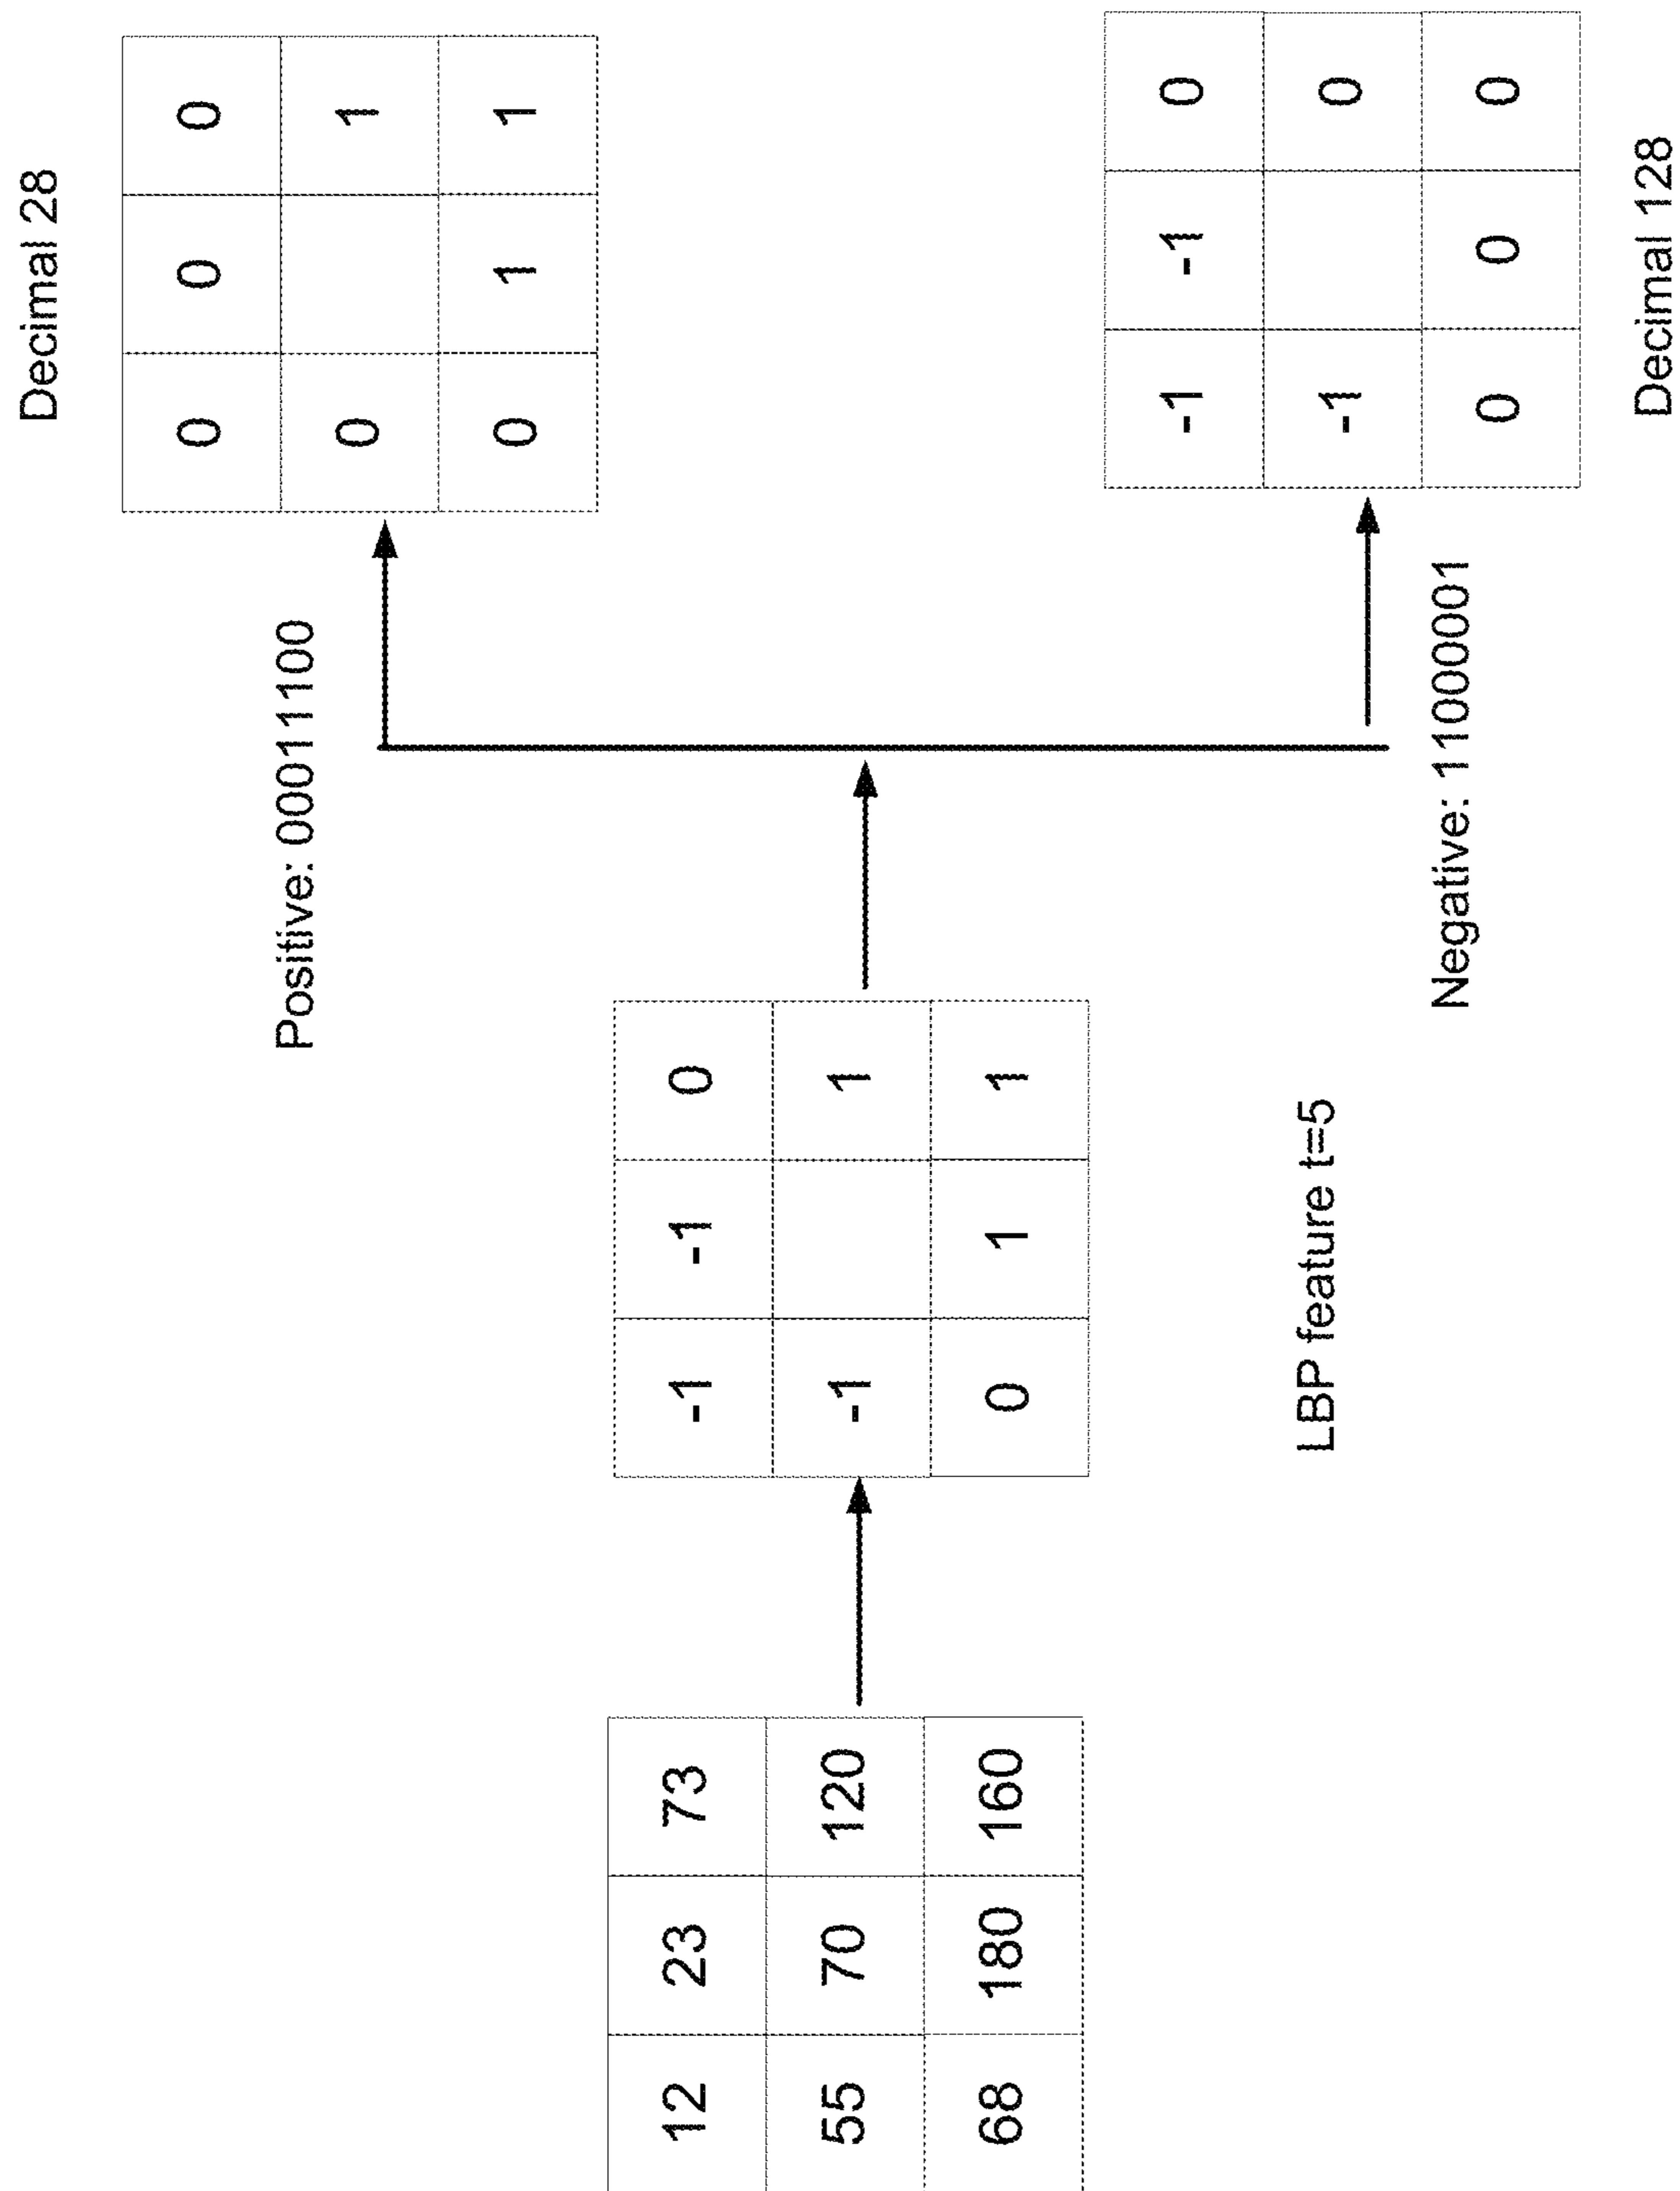 12 23 73
55 70 120
68 180 160
-1 -1 0
-1 1
0 1 1
LBP feature t=5
Positive: 00011100
Decimal 28
0 0 0
0 1
0 1 1
Negative: 11000001
-1 -1 0
-1 0
0 0 0
Decimal 128